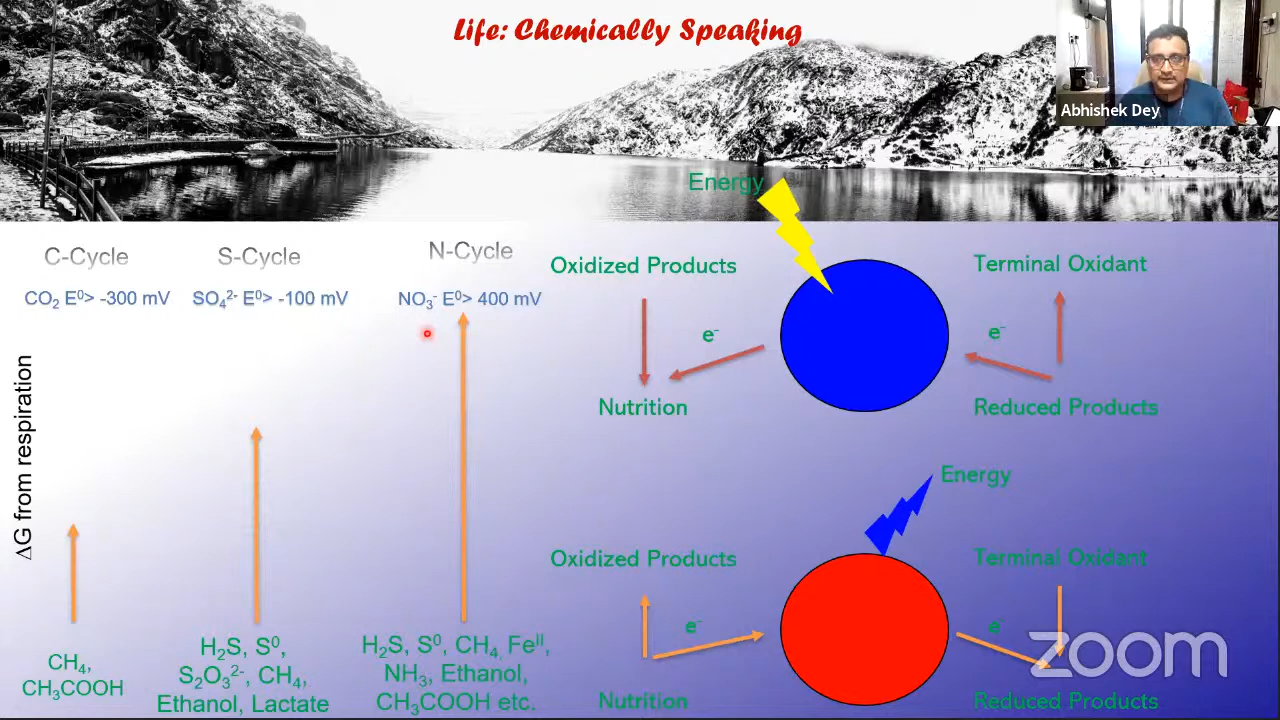 Life: Chemically Speaking
Abhishek Dey
Energy
C-Cycle
S-Cycle
N-Cycle
CO₂ E⁰> -300 mV
SO₄²⁻ E⁰> -100 mV
NO₃⁻ E⁰> 400 mV
Oxidized Products
Terminal Oxidant
e⁻
e⁻
Nutrition
Reduced Products
ΔG from respiration
Energy
Oxidized Products
Terminal Oxidant
e⁻
e⁻
Nutrition
Reduced Products
CH₄,
CH₃COOH
H₂S, S⁰,
S₂O₃²⁻, CH₄,
Ethanol, Lactate
H₂S, S⁰, CH₄, Feᴵᴵ,
NH₃, Ethanol,
CH₃COOH etc.
zoom